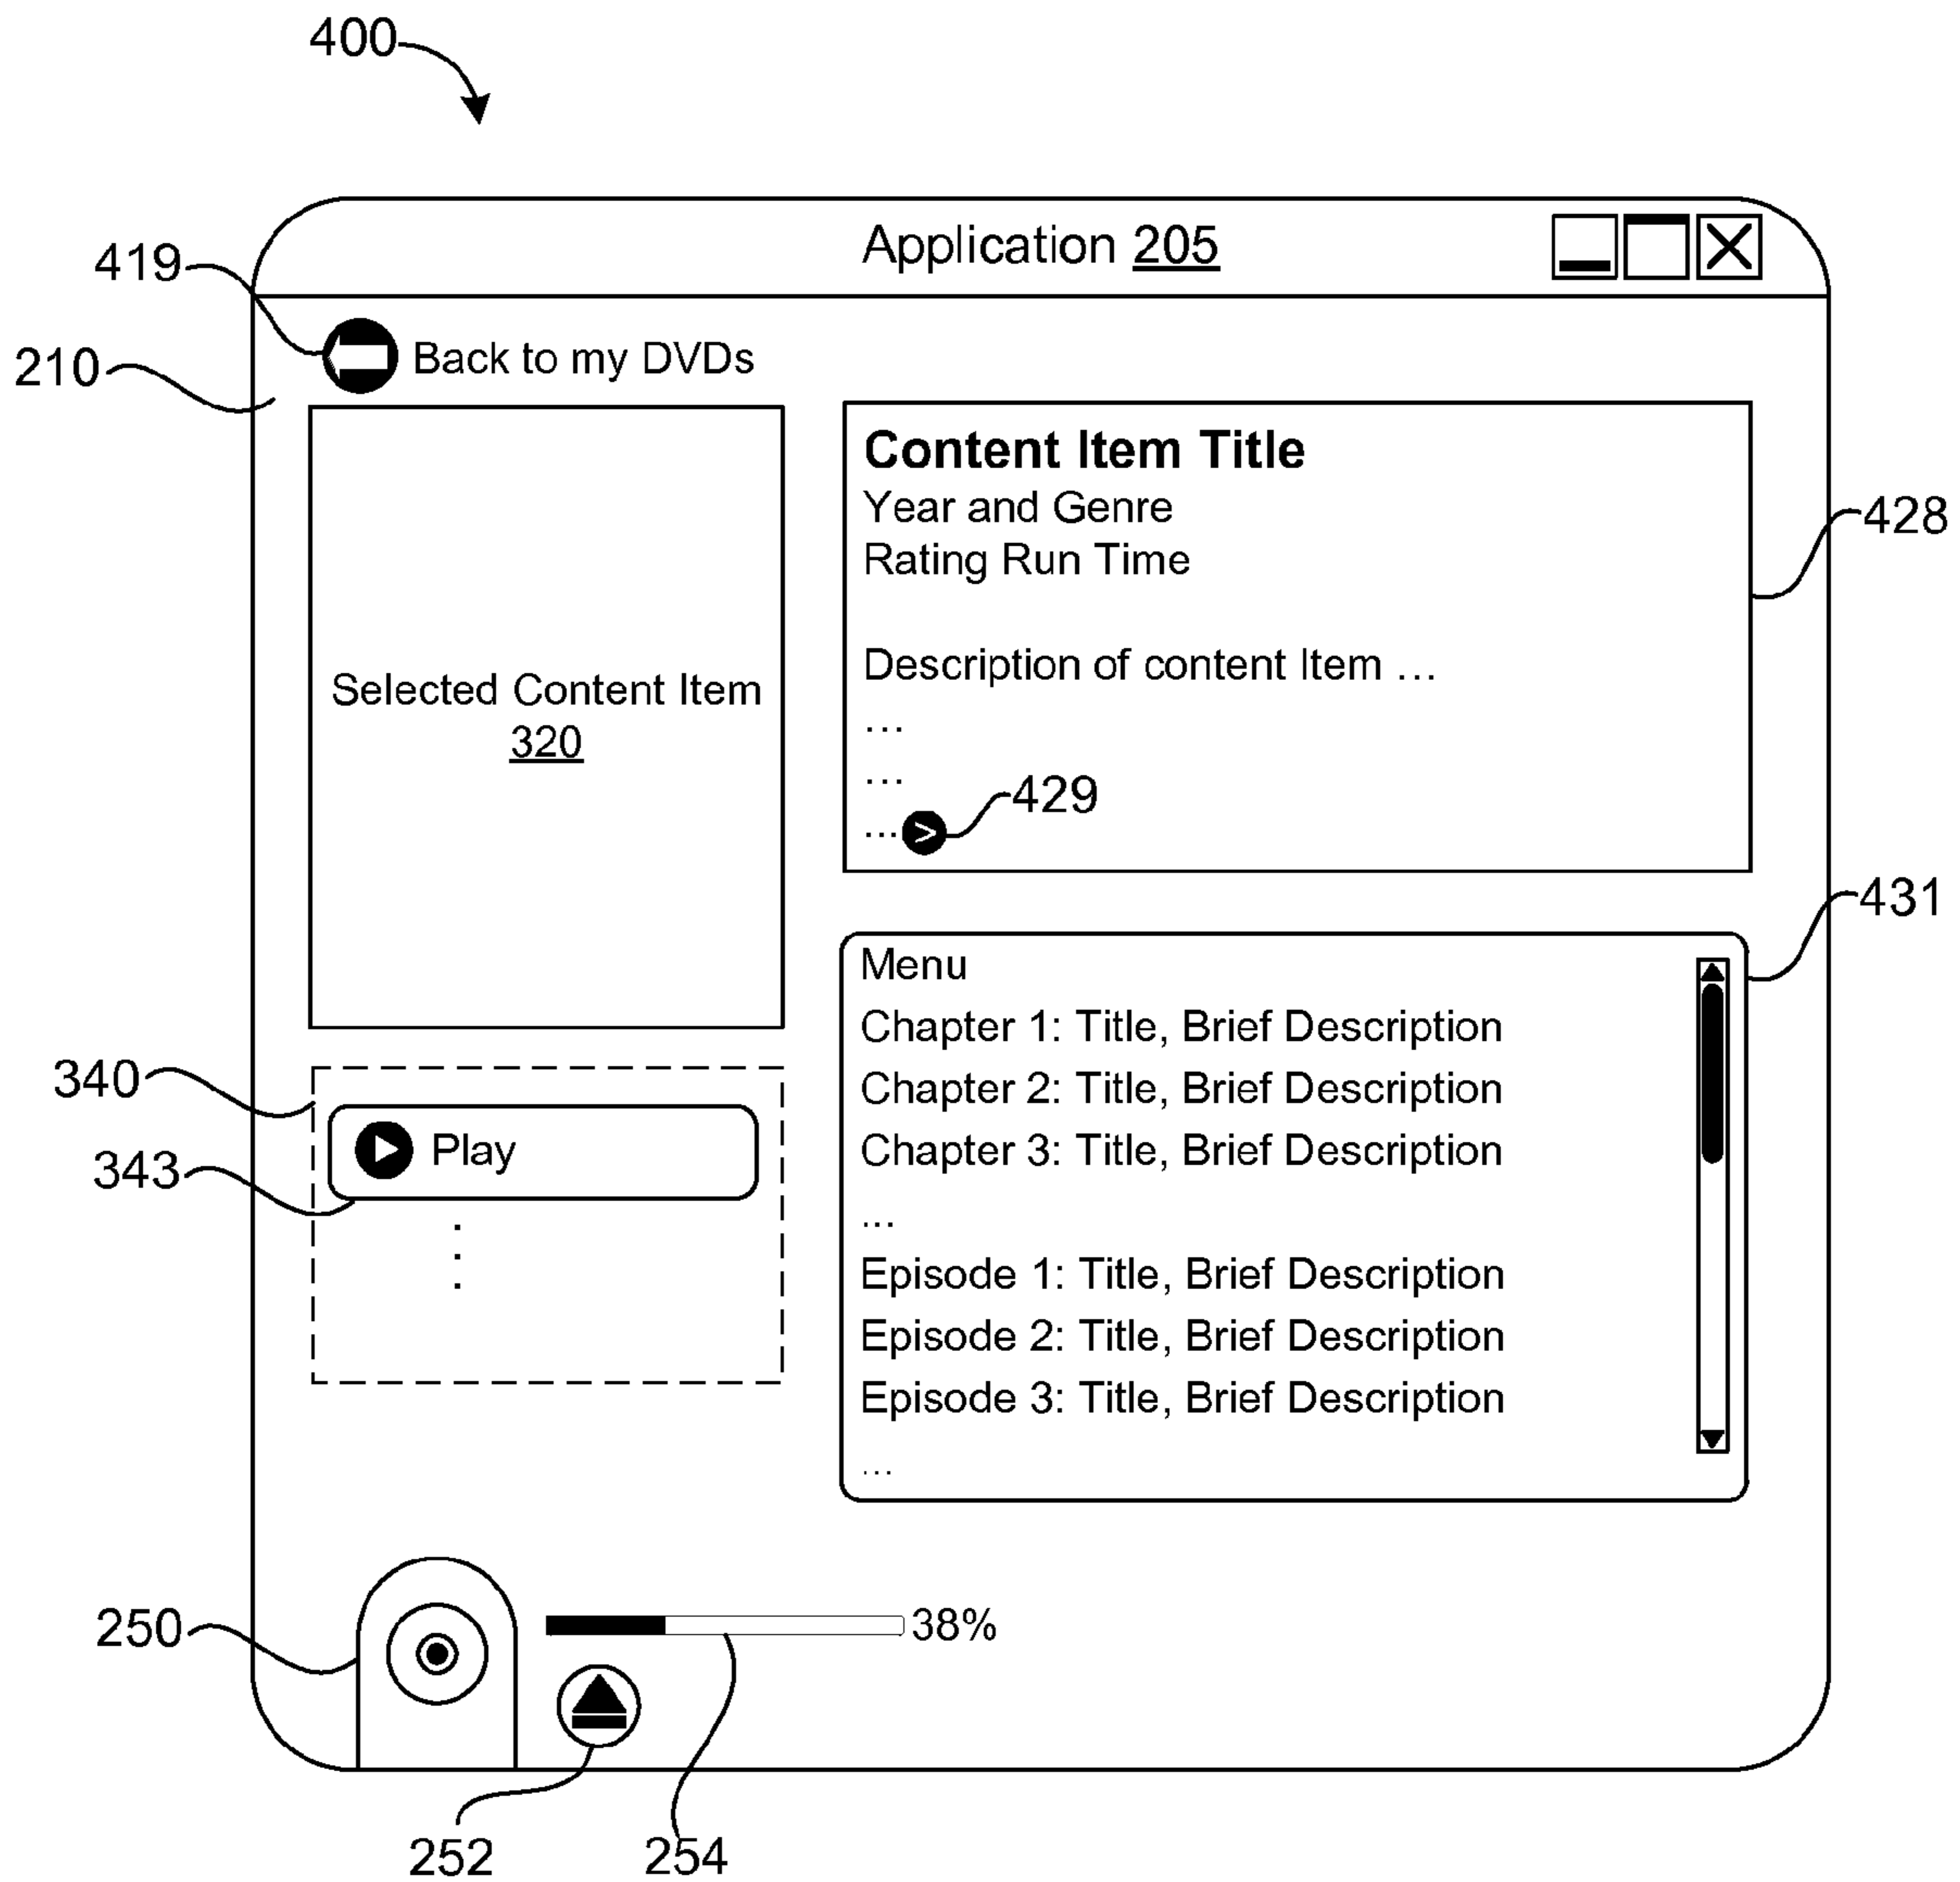 400
Application 205
419
Back to my DVDs
210
Content Item Title
Year and Genre
428
Rating Run Time
Description of content Item ...
Selected Content Item
320
...
...
429
...
>
431
Menu
Chapter 1: Title, Brief Description
Chapter 2: Title, Brief Description
Chapter 3: Title, Brief Description
...
Episode 1: Title, Brief Description
Episode 2: Title, Brief Description
Episode 3: Title, Brief Description
...
340
Play
343
250
38%
252
254